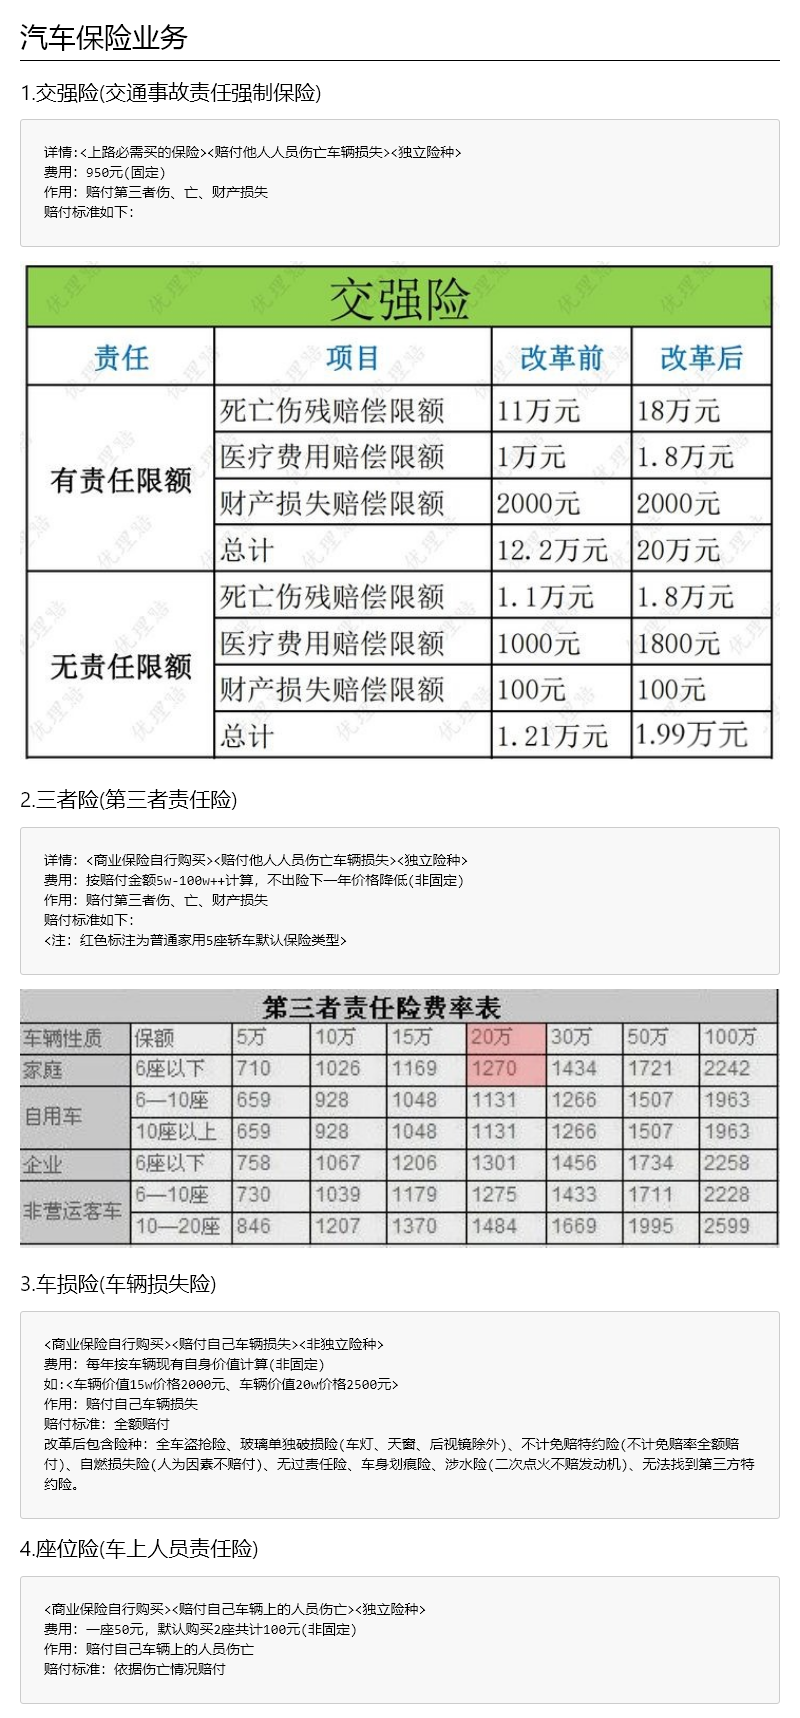 汽车保险业务
1.交强险(交通事故责任强制保险)
详情:<上路必需买的保险><赔付他人人员伤亡车辆损失><独立险种>
费用：950元(固定)
作用：赔付第三者伤、亡、财产损失
赔付标准如下：
交强险
责任 项目 改革前 改革后
有责任限额
死亡伤残赔偿限额 11万元 18万元
医疗费用赔偿限额 1万元 1.8万元
财产损失赔偿限额 2000元 2000元
总计 12.2万元 20万元
无责任限额
死亡伤残赔偿限额 1.1万元 1.8万元
医疗费用赔偿限额 1000元 1800元
财产损失赔偿限额 100元 100元
总计 1.21万元 1.99万元
优理赔
2.三者险(第三者责任险)
详情：<商业保险自行购买><赔付他人人员伤亡车辆损失><独立险种>
费用：按赔付金额5w-100w++计算，不出险下一年价格降低(非固定)
作用：赔付第三者伤、亡、财产损失
赔付标准如下：
<注：红色标注为普通家用5座轿车默认保险类型>
第三者责任险费率表
车辆性质 保额 5万 10万 15万 20万 30万 50万 100万
家庭 6座以下 710 1026 1169 1270 1434 1721 2242
自用车 6—10座 659 928 1048 1131 1266 1507 1963
10座以上 659 928 1048 1131 1266 1507 1963
企业 6座以下 758 1067 1206 1301 1456 1734 2258
非营运客车 6—10座 730 1039 1179 1275 1433 1711 2228
10—20座 846 1207 1370 1484 1669 1995 2599
3.车损险(车辆损失险)
<商业保险自行购买><赔付自己车辆损失><非独立险种>
费用：每年按车辆现有自身价值计算(非固定)
如:<车辆价值15w价格2000元、车辆价值20w价格2500元>
作用：赔付自己车辆损失
赔付标准：全额赔付
改革后包含险种：全车盗抢险、玻璃单独破损险(车灯、天窗、后视镜除外)、不计免赔特约险(不计免赔率全额赔
付)、自燃损失险(人为因素不赔付)、无过责任险、车身划痕险、涉水险(二次点火不赔发动机)、无法找到第三方特
约险。
4.座位险(车上人员责任险)
<商业保险自行购买><赔付自己车辆上的人员伤亡><独立险种>
费用：一座50元，默认购买2座共计100元(非固定)
作用：赔付自己车辆上的人员伤亡
赔付标准：依据伤亡情况赔付